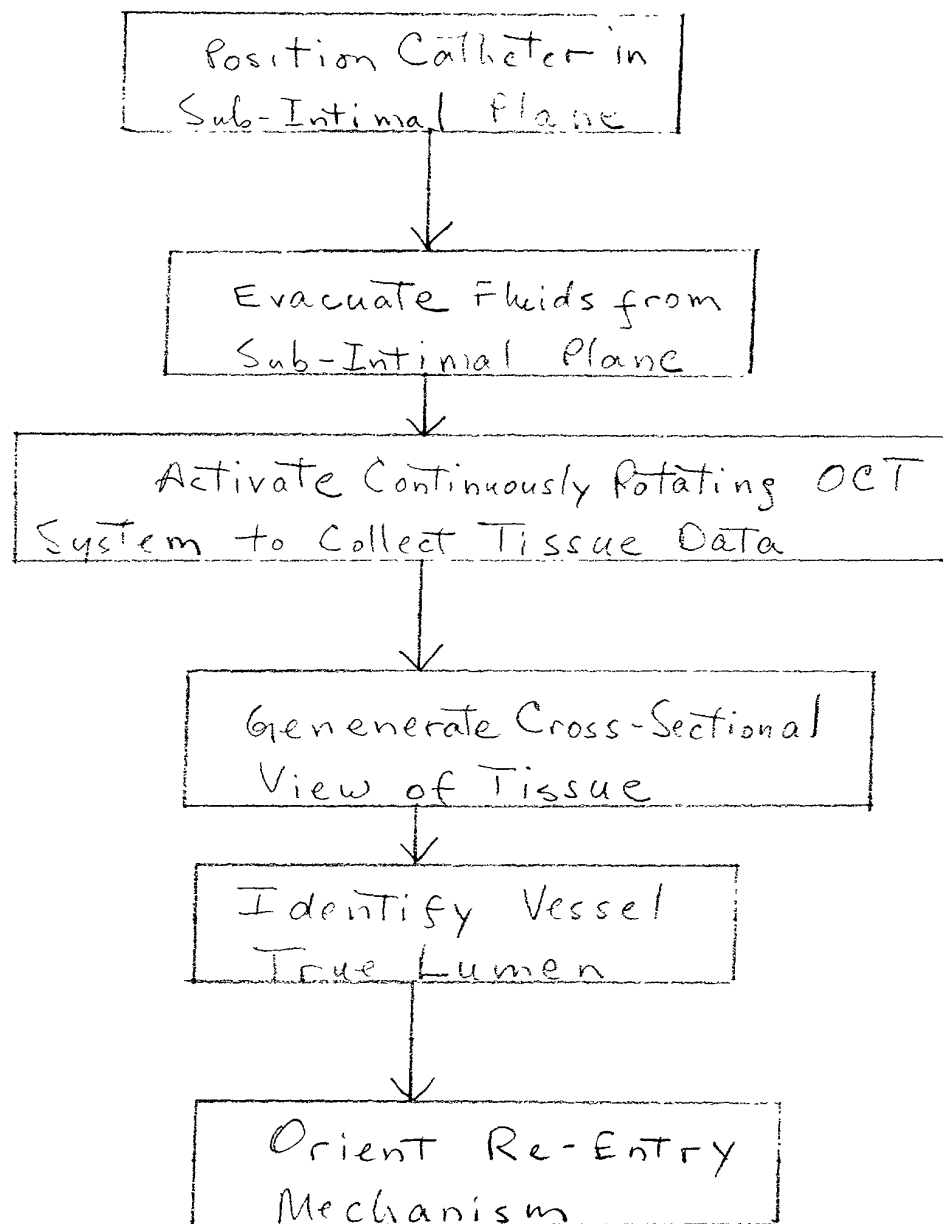 Position Catheter in
Sub-Intimal Plane
Evacuate Fluids from
Sub-Intimal Plane
Activate Continuously Rotating OCT
System to Collect Tissue Data
Genenerate Cross-Sectional
View of Tissue
Identify Vessel
True Lumen
Orient Re-Entry
Mechanism